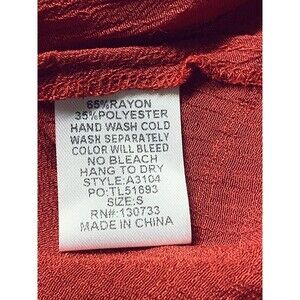 65%RAYON
35%POLYESTER
HAND WASH COLD
WASH SEPARATELY
COLOR WILL BLEED
NO BLEACH
HANG TO DRY
STYLE:A3104
PO:TL51693
SIZE:S
RN#:130733
MADE IN CHINA